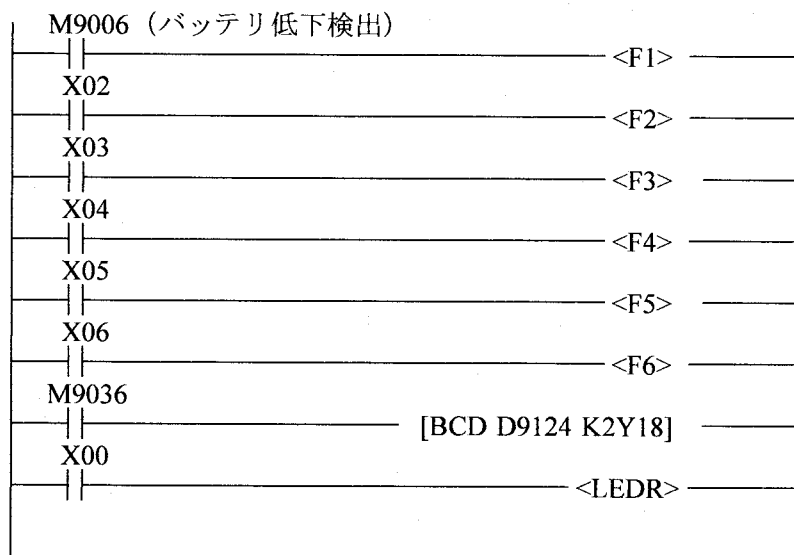 M9006（バッテリ低下検出）
<F1>
X02
<F2>
X03
<F3>
X04
<F4>
X05
<F5>
X06
<F6>
M9036
[BCD D9124 K2Y18]
X00
<LEDR>